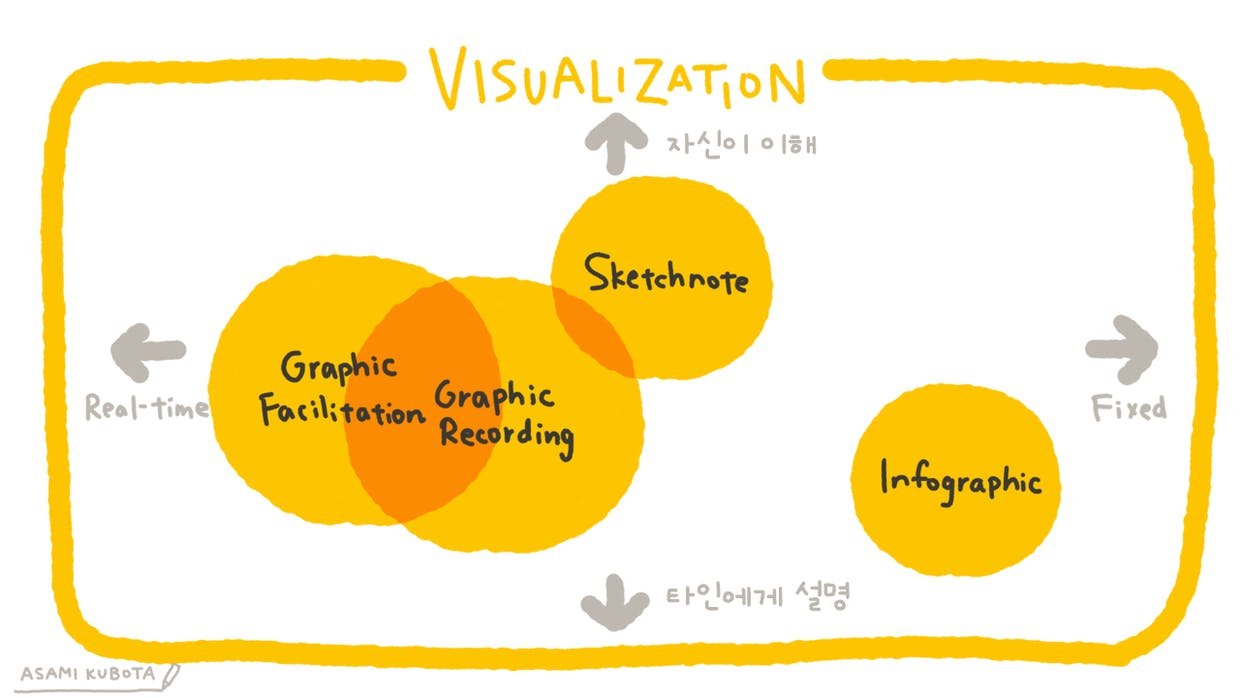 VISUALIZATION
자신이 이해
Sketchnote
Real-time
Graphic
Facilitation
Graphic
Recording
Fixed
Infographic
타인에게 설명
ASAMI KUBOTA